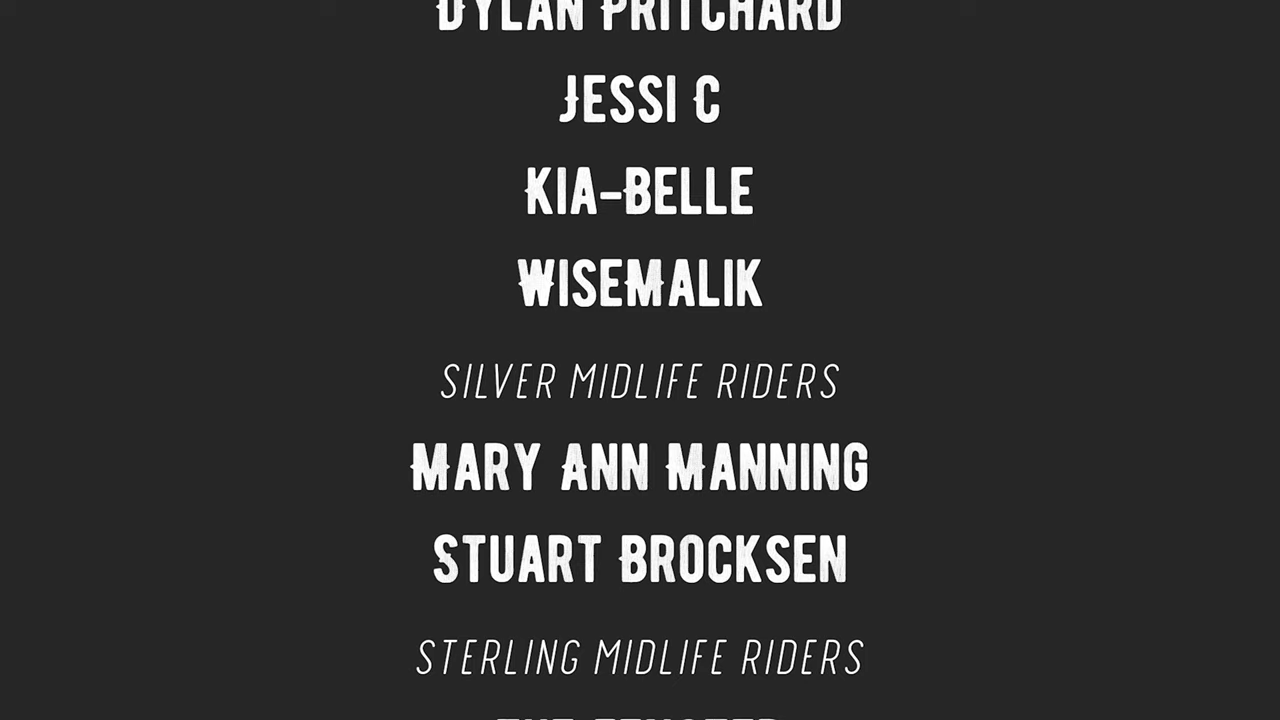 DYLAN PRITCHARD
JESSI C
KIA-BELLE
WISEMALIK
SILVER MIDLIFE RIDERS
MARY ANN MANNING
STUART BROCKSEN
STERLING MIDLIFE RIDERS